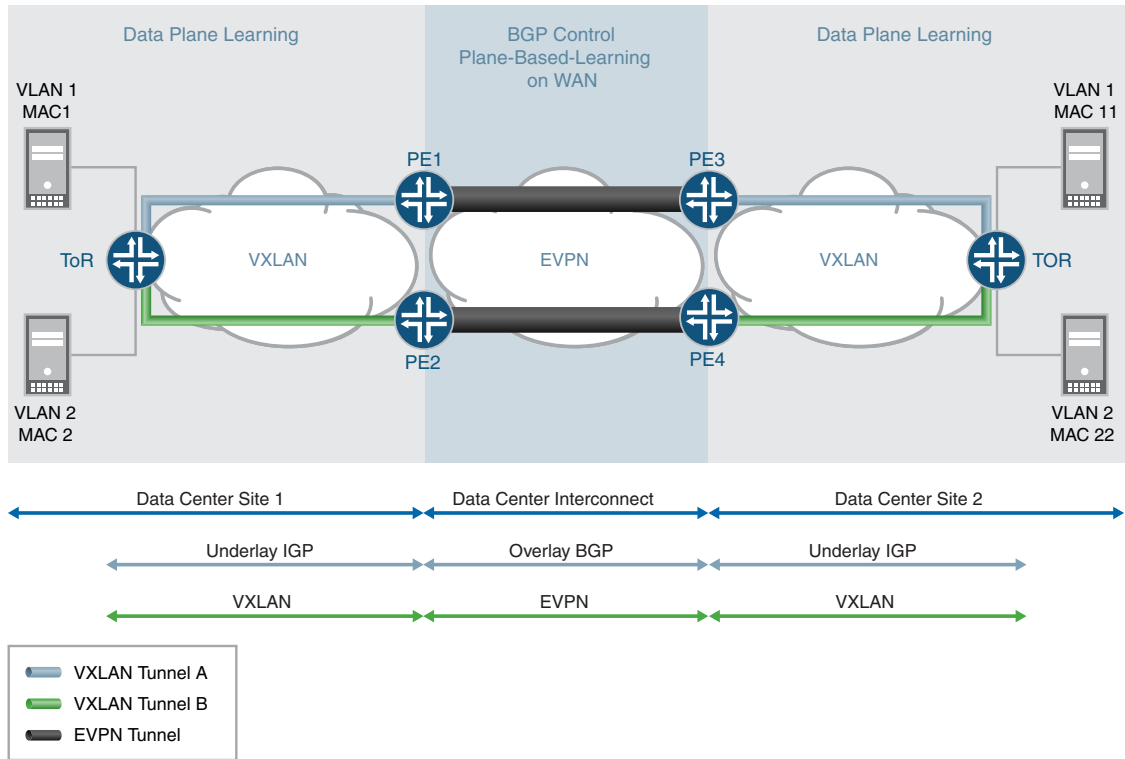 Data Plane Learning
BGP Control
Plane-Based-Learning
on WAN
Data Plane Learning
VLAN 1
MAC1
VLAN 1
MAC 11
PE1
PE3
ToR
VXLAN
EVPN
VXLAN
TOR
PE2
PE4
VLAN 2
MAC 2
VLAN 2
MAC 22
Data Center Site 1
Data Center Interconnect
Data Center Site 2
Underlay IGP
Overlay BGP
Underlay IGP
VXLAN
EVPN
VXLAN
VXLAN Tunnel A
VXLAN Tunnel B
EVPN Tunnel